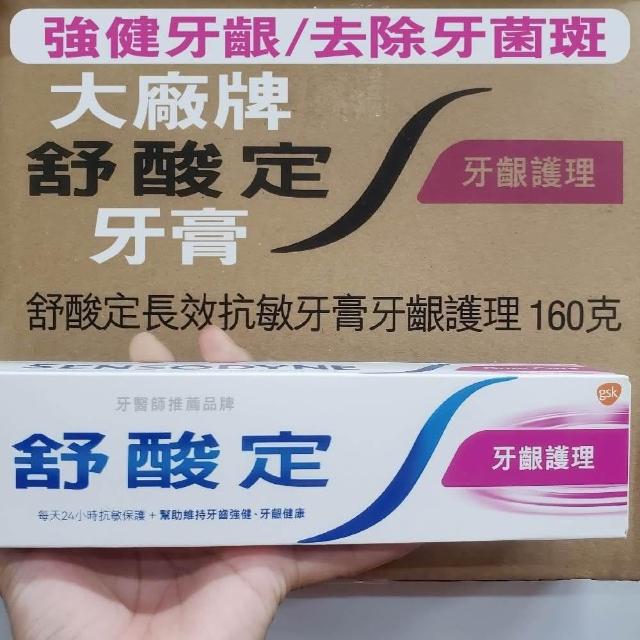 強健牙齦/去除牙菌斑
大廠牌
舒酸定
牙齦護理
牙膏
舒酸定長效抗敏牙膏牙齦護理 160克
SENSODYNE
牙醫師推薦品牌
gsk
舒酸定
牙齦護理
每天24小時抗敏保護 + 幫助維持牙齒強健、牙齦健康